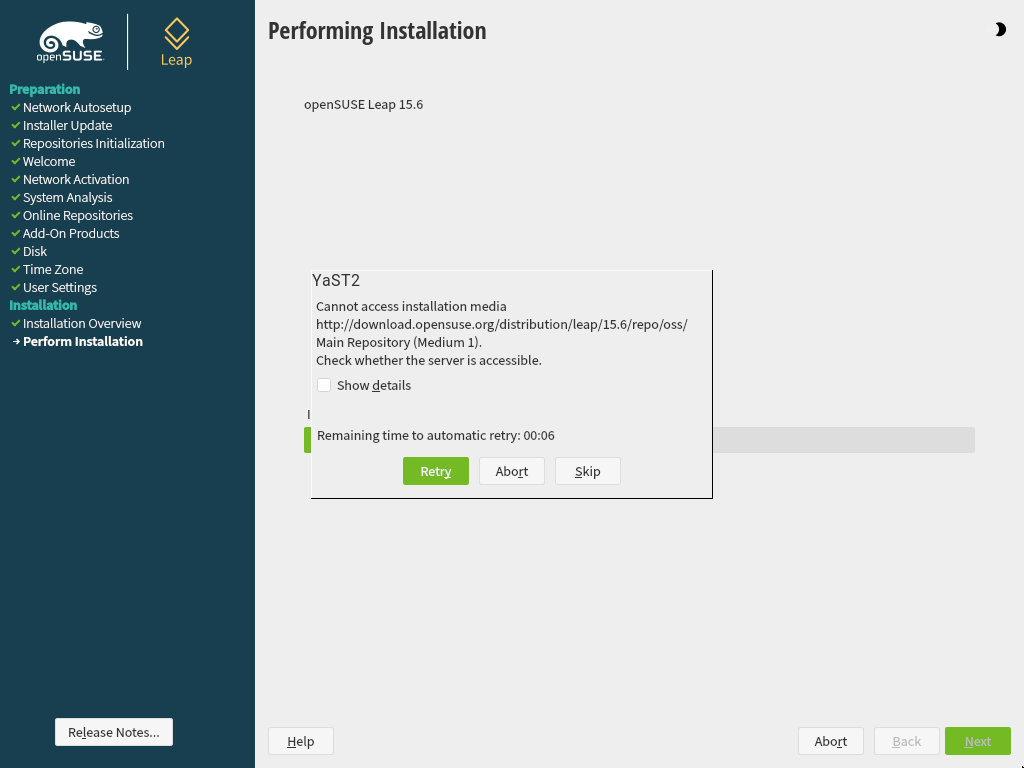 openSUSE
Leap
Performing Installation
Preparation
Network Autosetup
Installer Update
Repositories Initialization
Welcome
Network Activation
System Analysis
Online Repositories
Add-On Products
Disk
Time Zone
User Settings
Installation
Installation Overview
Perform Installation
openSUSE Leap 15.6
YaST2
Cannot access installation media
http://download.opensuse.org/distribution/leap/15.6/repo/oss/
Main Repository (Medium 1).
Check whether the server is accessible.
Show details
Remaining time to automatic retry: 00:06
Retry
Abort
Skip
Release Notes...
Help
Abort
Back
Next